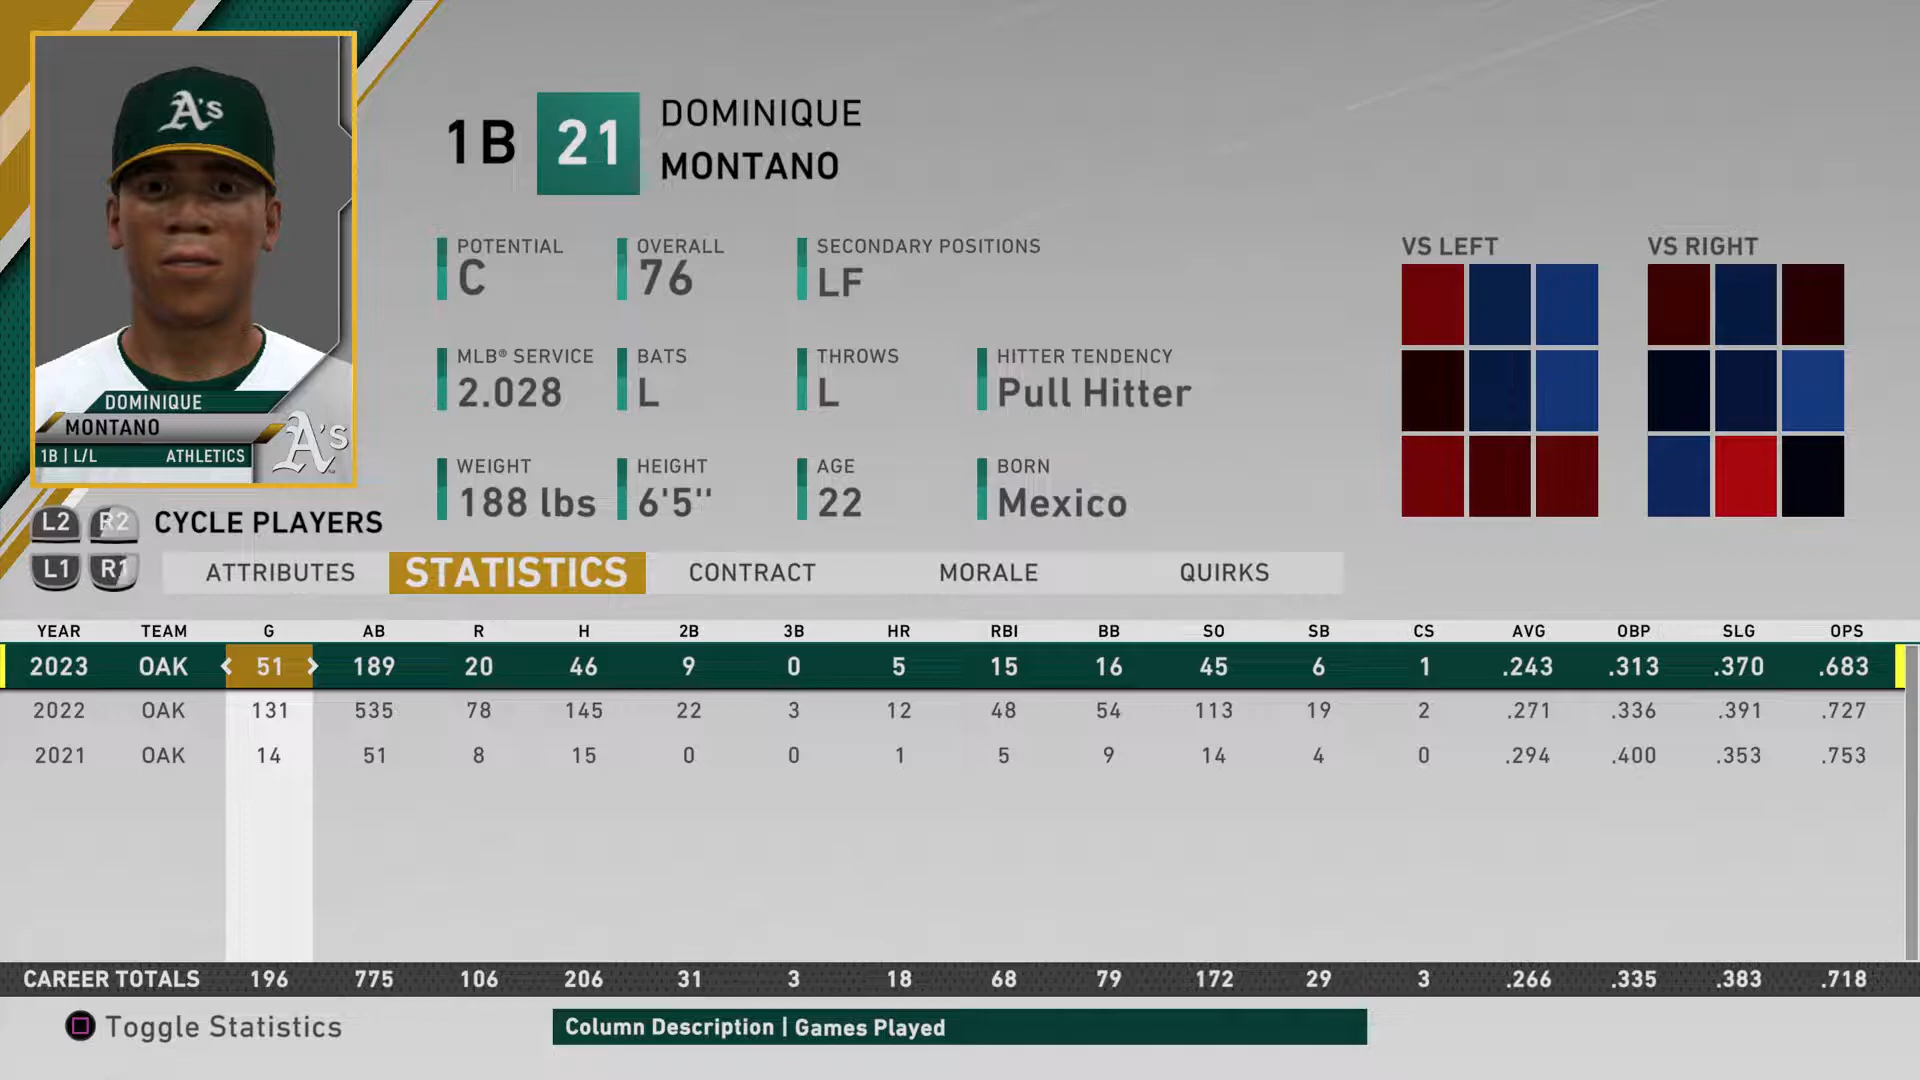 A's
1B 21 DOMINIQUE
MONTANO
POTENTIAL OVERALL SECONDARY POSITIONS
C 76 LF
VS LEFT VS RIGHT
MLB® SERVICE BATS THROWS HITTER TENDENCY
2.028 L L Pull Hitter
WEIGHT HEIGHT AGE BORN
188 lbs 6'5'' 22 Mexico
DOMINIQUE
MONTANO
1B | L/L ATHLETICS
A's
L2 R2 CYCLE PLAYERS
L1 R1 ATTRIBUTES STATISTICS CONTRACT MORALE QUIRKS
YEAR TEAM G AB R H 2B 3B HR RBI BB SO SB CS AVG OBP SLG OPS
2023 OAK < 51 > 189 20 46 9 0 5 15 16 45 6 1 .243 .313 .370 .683
2022 OAK 131 535 78 145 22 3 12 48 54 113 19 2 .271 .336 .391 .727
2021 OAK 14 51 8 15 0 0 1 5 9 14 4 0 .294 .400 .353 .753
CAREER TOTALS 196 775 106 206 31 3 18 68 79 172 29 3 .266 .335 .383 .718
Toggle Statistics
Column Description | Games Played